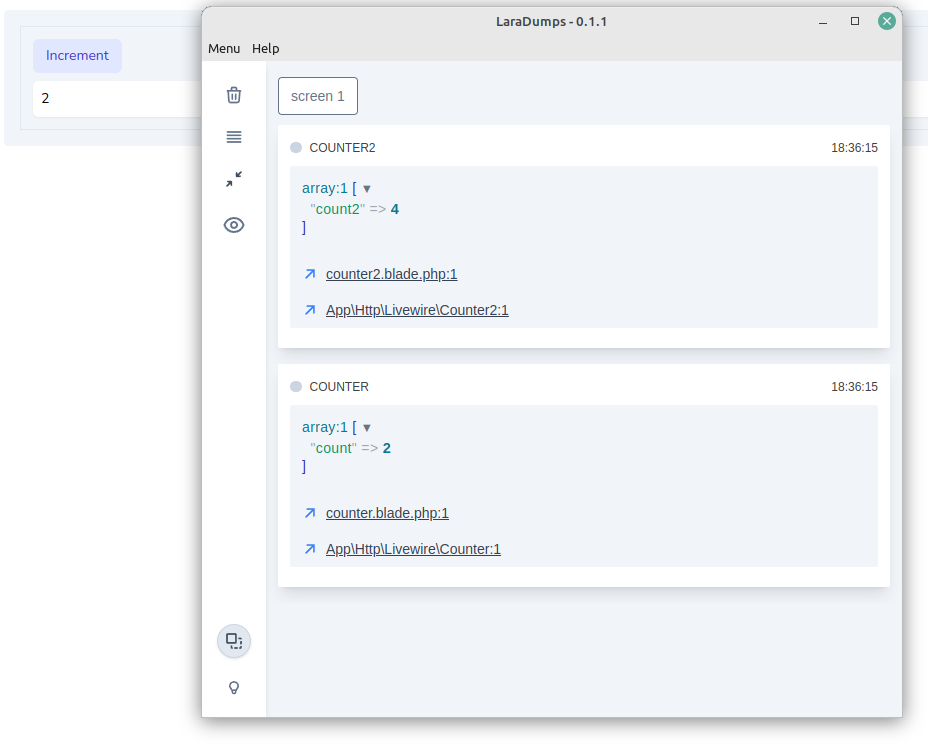 LaraDumps - 0.1.1
Menu Help
Increment
2
screen 1
COUNTER2 18:36:15
array:1 [ ▼
"count2" => 4
]
counter2.blade.php:1
App\Http\Livewire\Counter2:1
COUNTER 18:36:15
array:1 [ ▼
"count" => 2
]
counter.blade.php:1
App\Http\Livewire\Counter:1